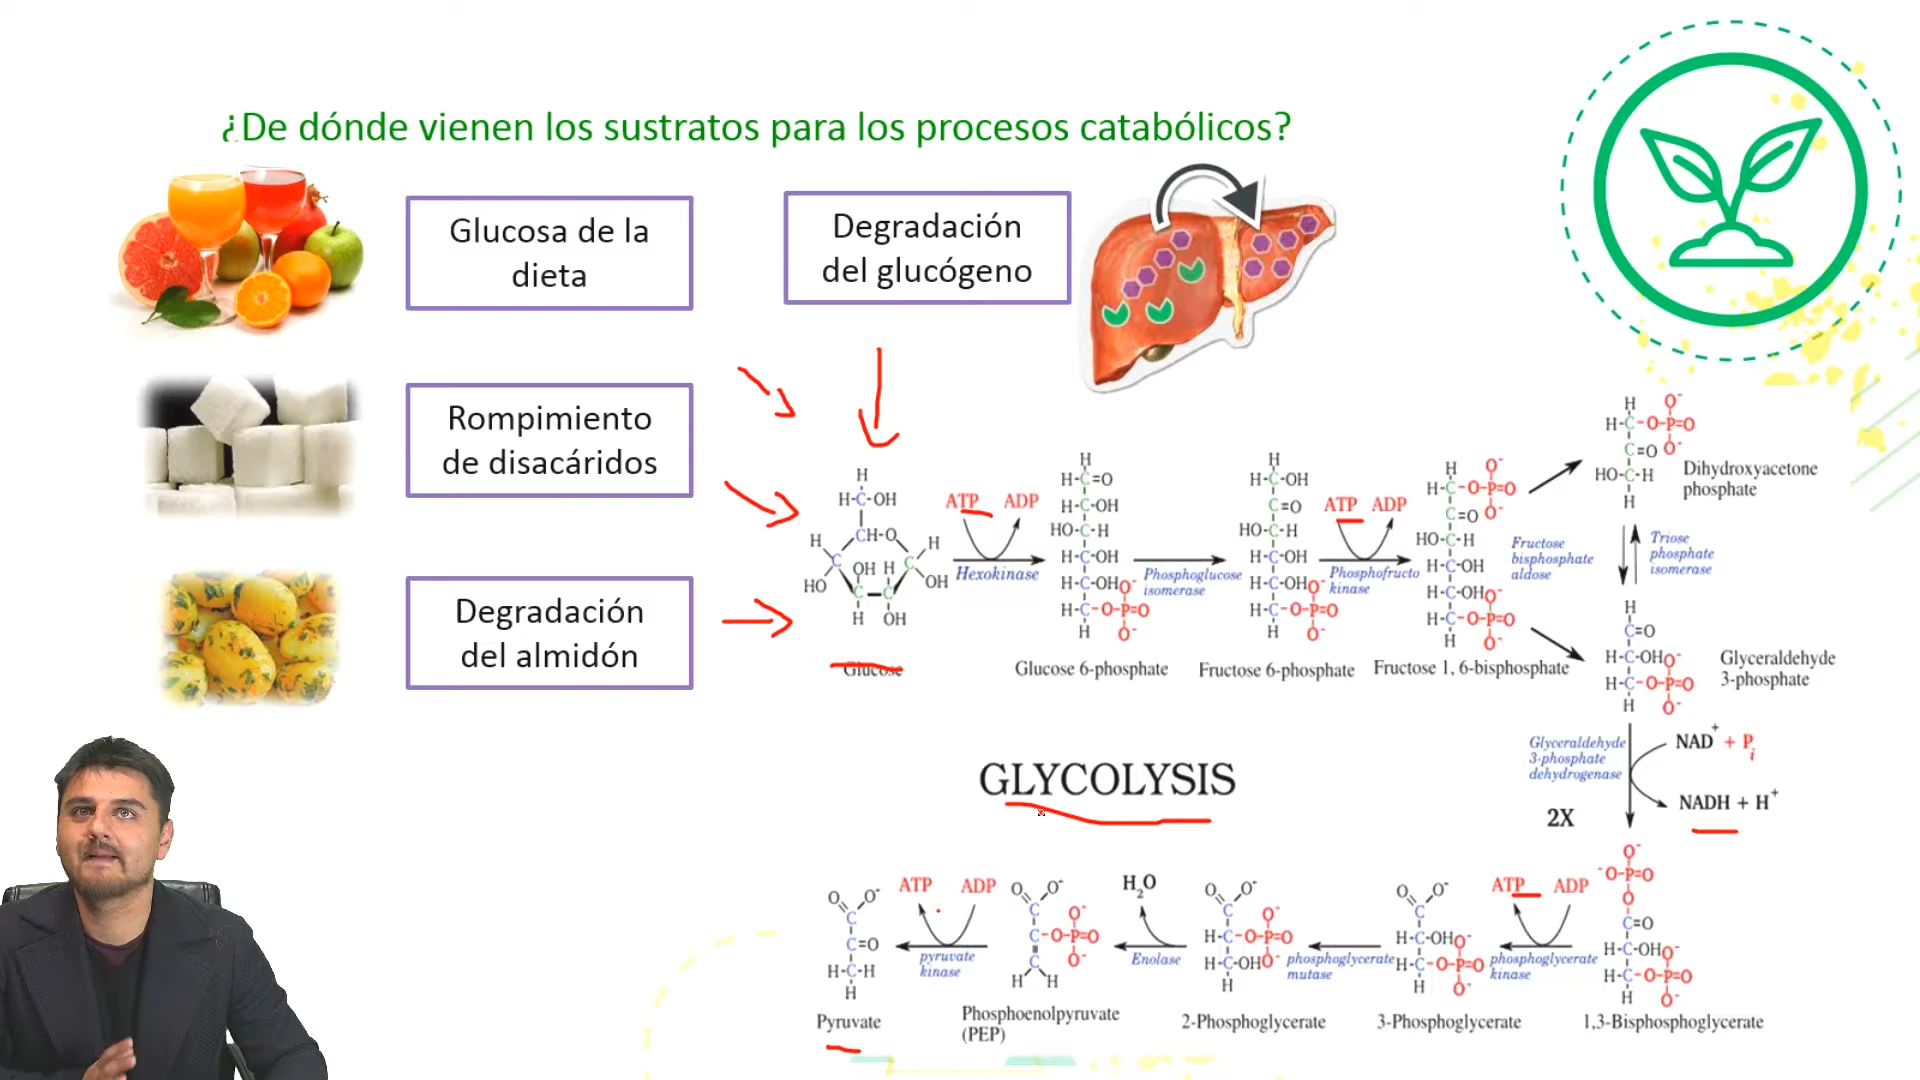 ¿De dónde vienen los sustratos para los procesos catabólicos?
Glucosa de la
dieta
Degradación
del glucógeno
Rompimiento
de disacáridos
Degradación
del almidón
ATP ADP
Hexokinase
Phosphoglucose
isomerase
ATP ADP
Phosphofructo
kinase
Fructose
bisphosphate
aldose
Dihydroxyacetone
phosphate
Triose
phosphate
isomerase
Glucose
Glucose 6-phosphate
Fructose 6-phosphate
Fructose 1, 6-bisphosphate
Glyceraldehyde
3-phosphate
Glyceraldehyde
3-phosphate
dehydrogenase
NAD+ + Pi
NADH + H+
2X
GLYCOLYSIS
ATP ADP
pyruvate
kinase
H2O
Enolase
phosphoglycerate
mutase
ATP ADP
phosphoglycerate
kinase
Pyruvate
Phosphoenolpyruvate
(PEP)
2-Phosphoglycerate
3-Phosphoglycerate
1,3-Bisphosphoglycerate